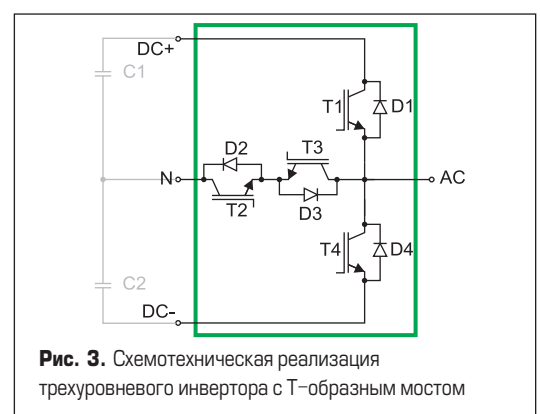 DC+
C1
T1
D1
D2
T3
N
AC
T2
D3
T4
D4
C2
DC-
Рис. 3. Схемотехническая реализация
трехуровневого инвертора с Т-образным мостом